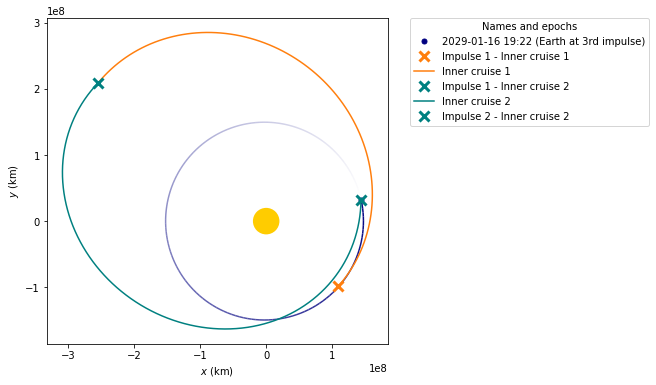 1e8
3
2
1
0
−1
y (km)
−3
−2
−1
0
1
1e8
x (km)
Names and epochs
2029-01-16 19:22 (Earth at 3rd impulse)
Impulse 1 - Inner cruise 1
Inner cruise 1
Impulse 1 - Inner cruise 2
Inner cruise 2
Impulse 2 - Inner cruise 2